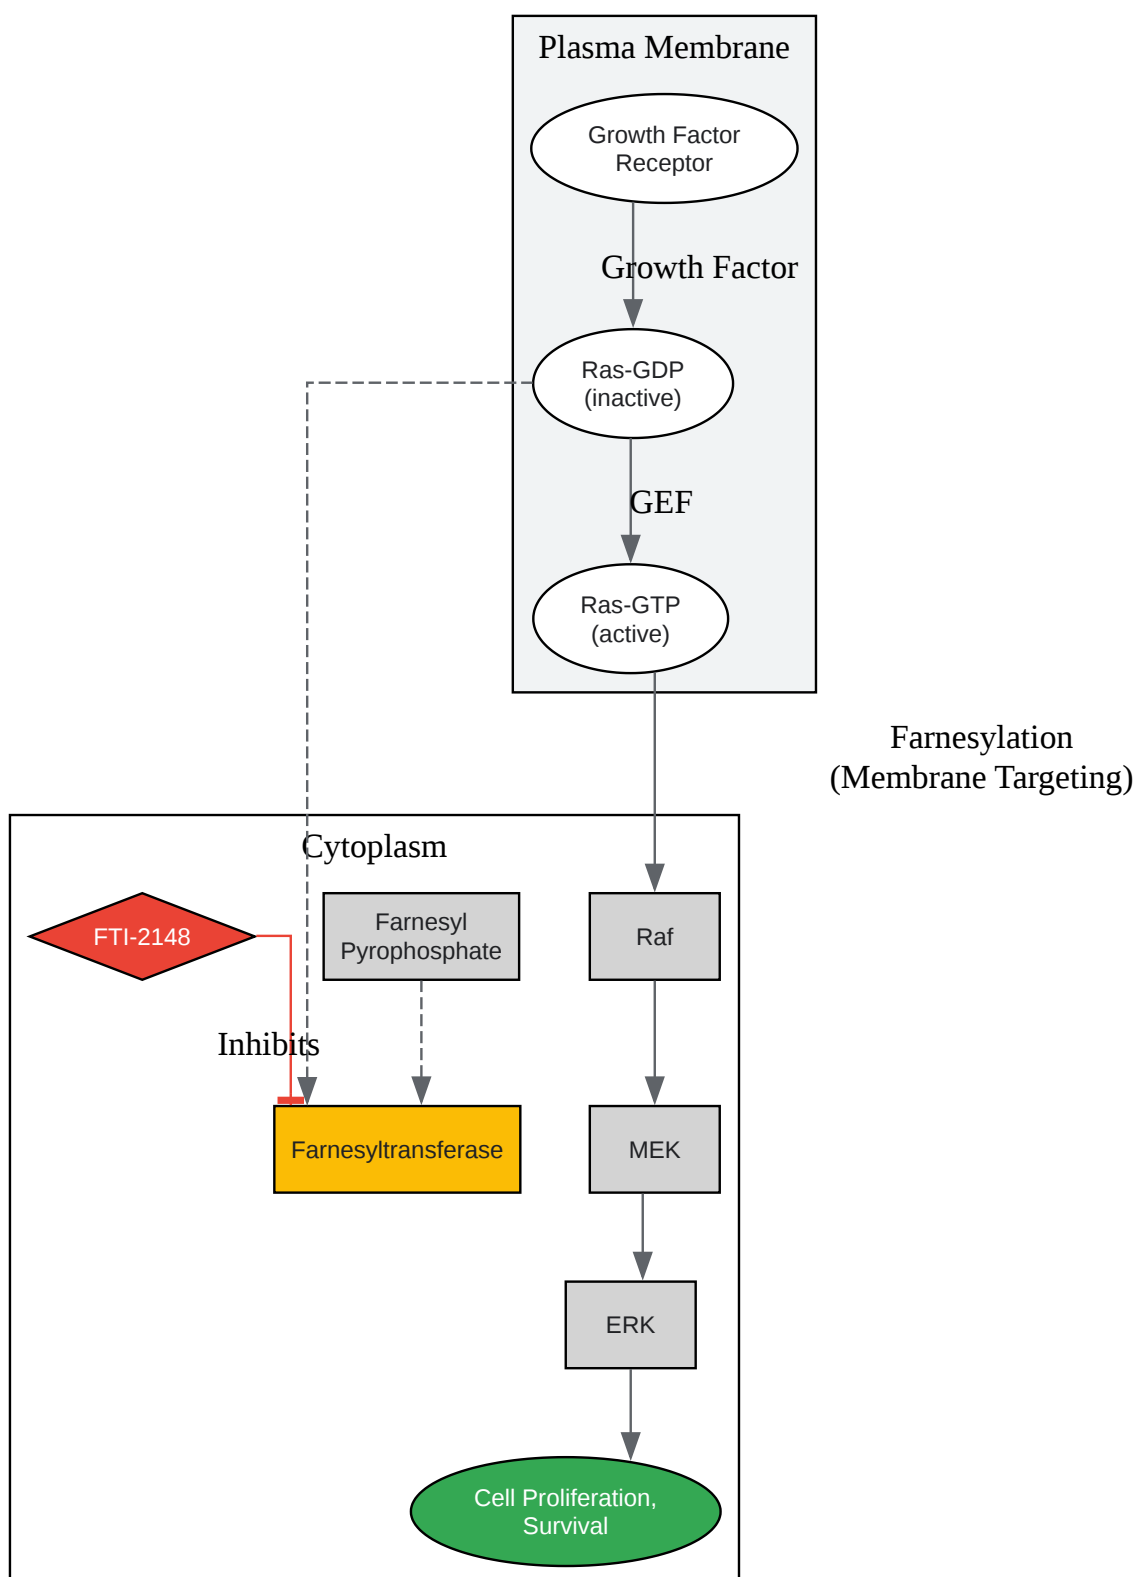 Plasma Membrane
Growth Factor
Receptor
Growth Factor
Ras-GDP
(inactive)
GEF
Ras-GTP
(active)
Farnesylation
(Membrane Targeting)
Cytoplasm
FTI-2148
Farnesyl
Pyrophosphate
Raf
Inhibits
Farnesyltransferase
MEK
ERK
Cell Proliferation,
Survival